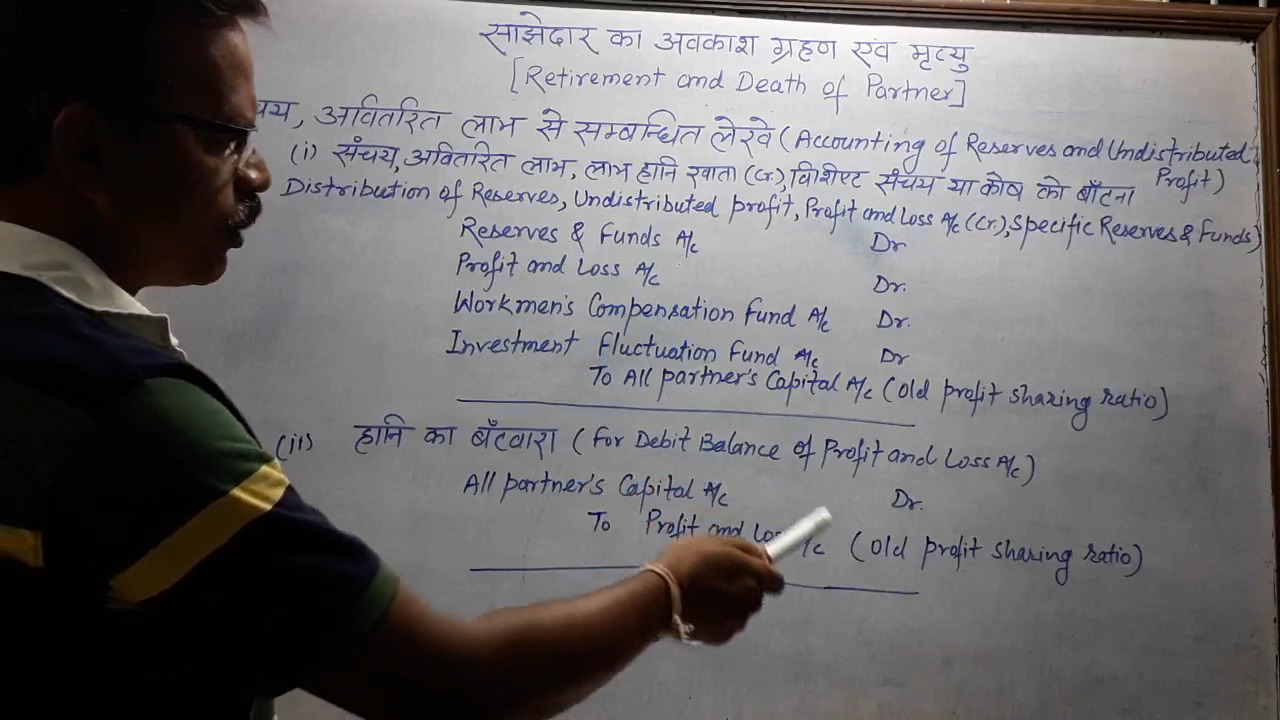 साझेदार का अवकाश ग्रहण एवं मृत्यु
[Retirement and Death of Partner]
अवितरित लाभ से सम्बन्धित लेखे (Accounting of Reserves and Undistributed
Profit)
(i) संचय, अवितरित लाभ, लाभ हानि खाता (Cr.), विशिष्ट संचय या कोष को बाँटना
Distribution of Reserves, Undistributed profit, Profit and Loss A/c (Cr.), Specific Reserves & Funds)
Reserves & Funds A/c Dr
Profit and Loss A/c Dr.
Workmen's Compensation Fund A/c Dr.
Investment Fluctuation Fund A/c Dr
To All partner's Capital A/c (Old profit sharing ratio)
(ii) हानि का बँटवारा (For Debit Balance of Profit and Loss A/c)
All partner's Capital A/c Dr.
To Profit and Loss A/c (Old profit sharing ratio)